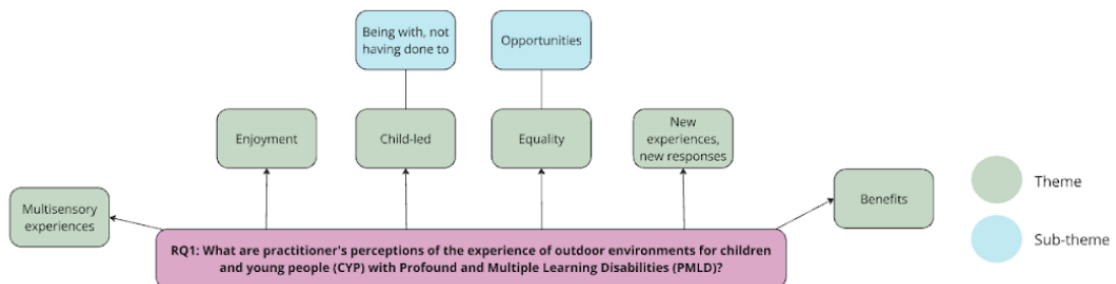 Being with, not
having done to
Opportunities
Enjoyment
Child-led
Equality
New
experiences,
new responses
Multisensory
experiences
Benefits
RQ1: What are practitioner's perceptions of the experience of outdoor environments for children
and young people (CYP) with Profound and Multiple Learning Disabilities (PMLD)?
Theme
Sub-theme